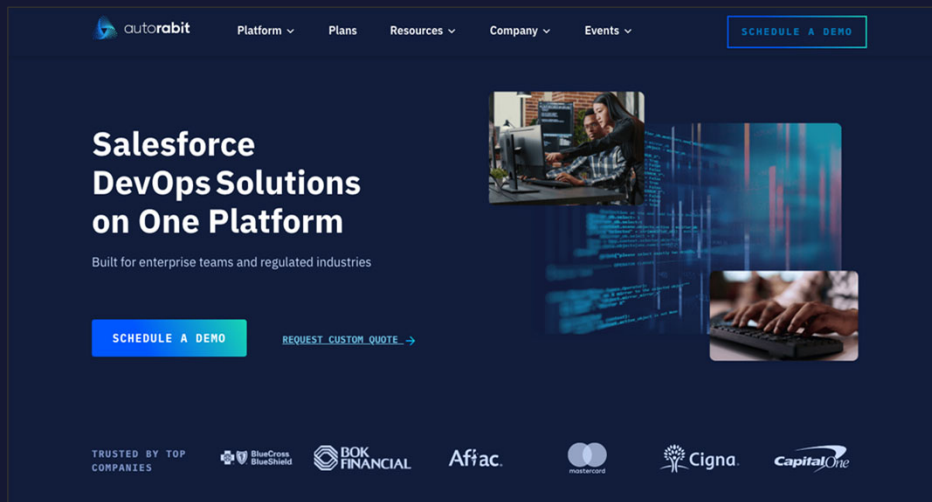 autorabit
Platform
Plans
Resources
Company
Events
SCHEDULE A DEMO
Salesforce
DevOps Solutions
on One Platform
Built for enterprise teams and regulated industries
SCHEDULE A DEMO
REQUEST CUSTOM QUOTE
TRUSTED BY TOP
COMPANIES
BlueCross
BlueShield
BOK
FINANCIAL
Aflac.
mastercard
Cigna.
Capital One